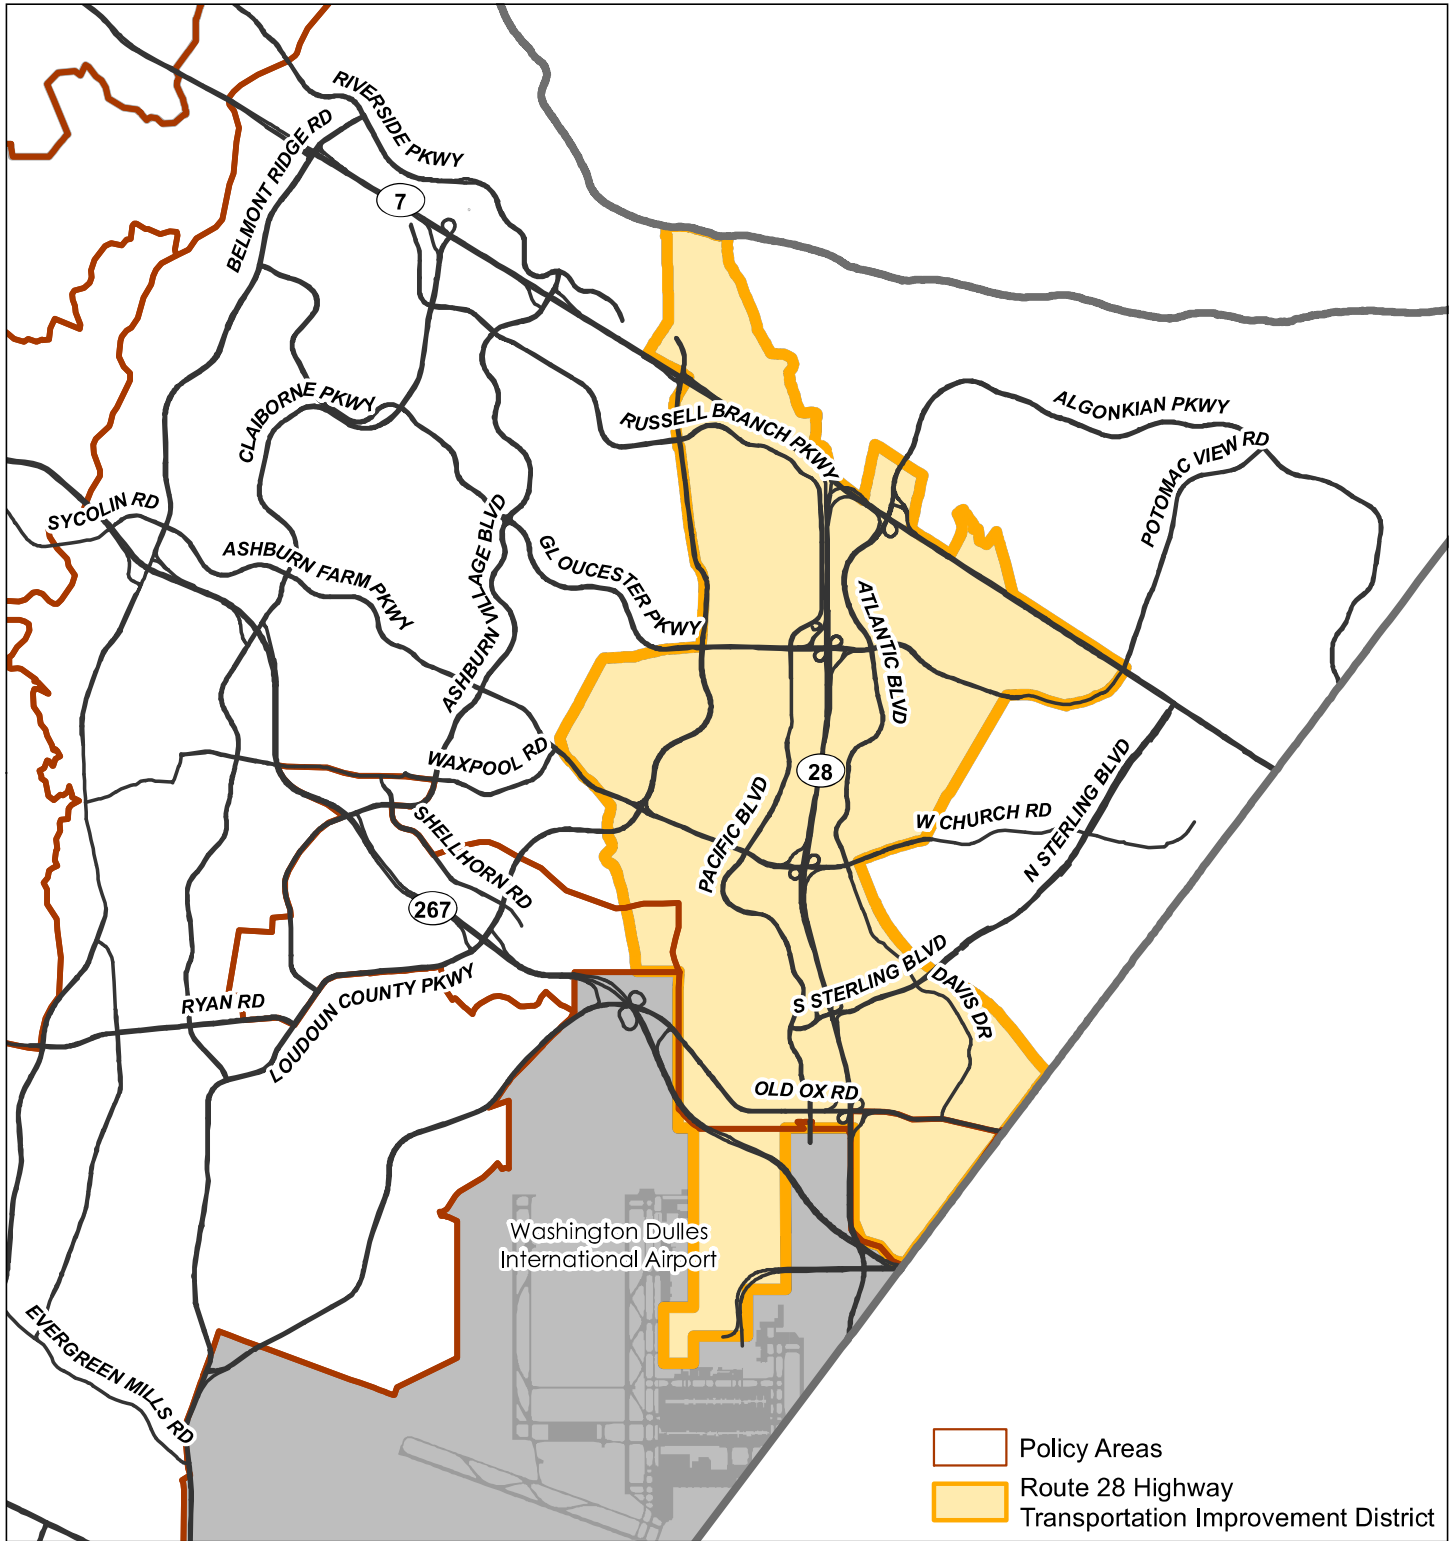 RIVERSIDE PKWY
BELMONT RIDGE RD
7
CLAIBORNE PKWY
RUSSELL BRANCH PKWY
ALGONKIAN PKWY
POTOMAC VIEW RD
SYCOLIN RD
ASHBURN FARM PKWY
ASHBURN VILLAGE BLVD
GLOUCESTER PKWY
ATLANTIC BLVD
WAXPOOL RD
28
PACIFIC BLVD
W CHURCH RD
N STERLING BLVD
SHELLHORN RD
267
S STERLING BLVD
DAVIS DR
RYAN RD
LOUDOUN COUNTY PKWY
OLD OX RD
Washington Dulles
International Airport
EVERGREEN MILLS RD
Policy Areas
Route 28 Highway
Transportation Improvement District